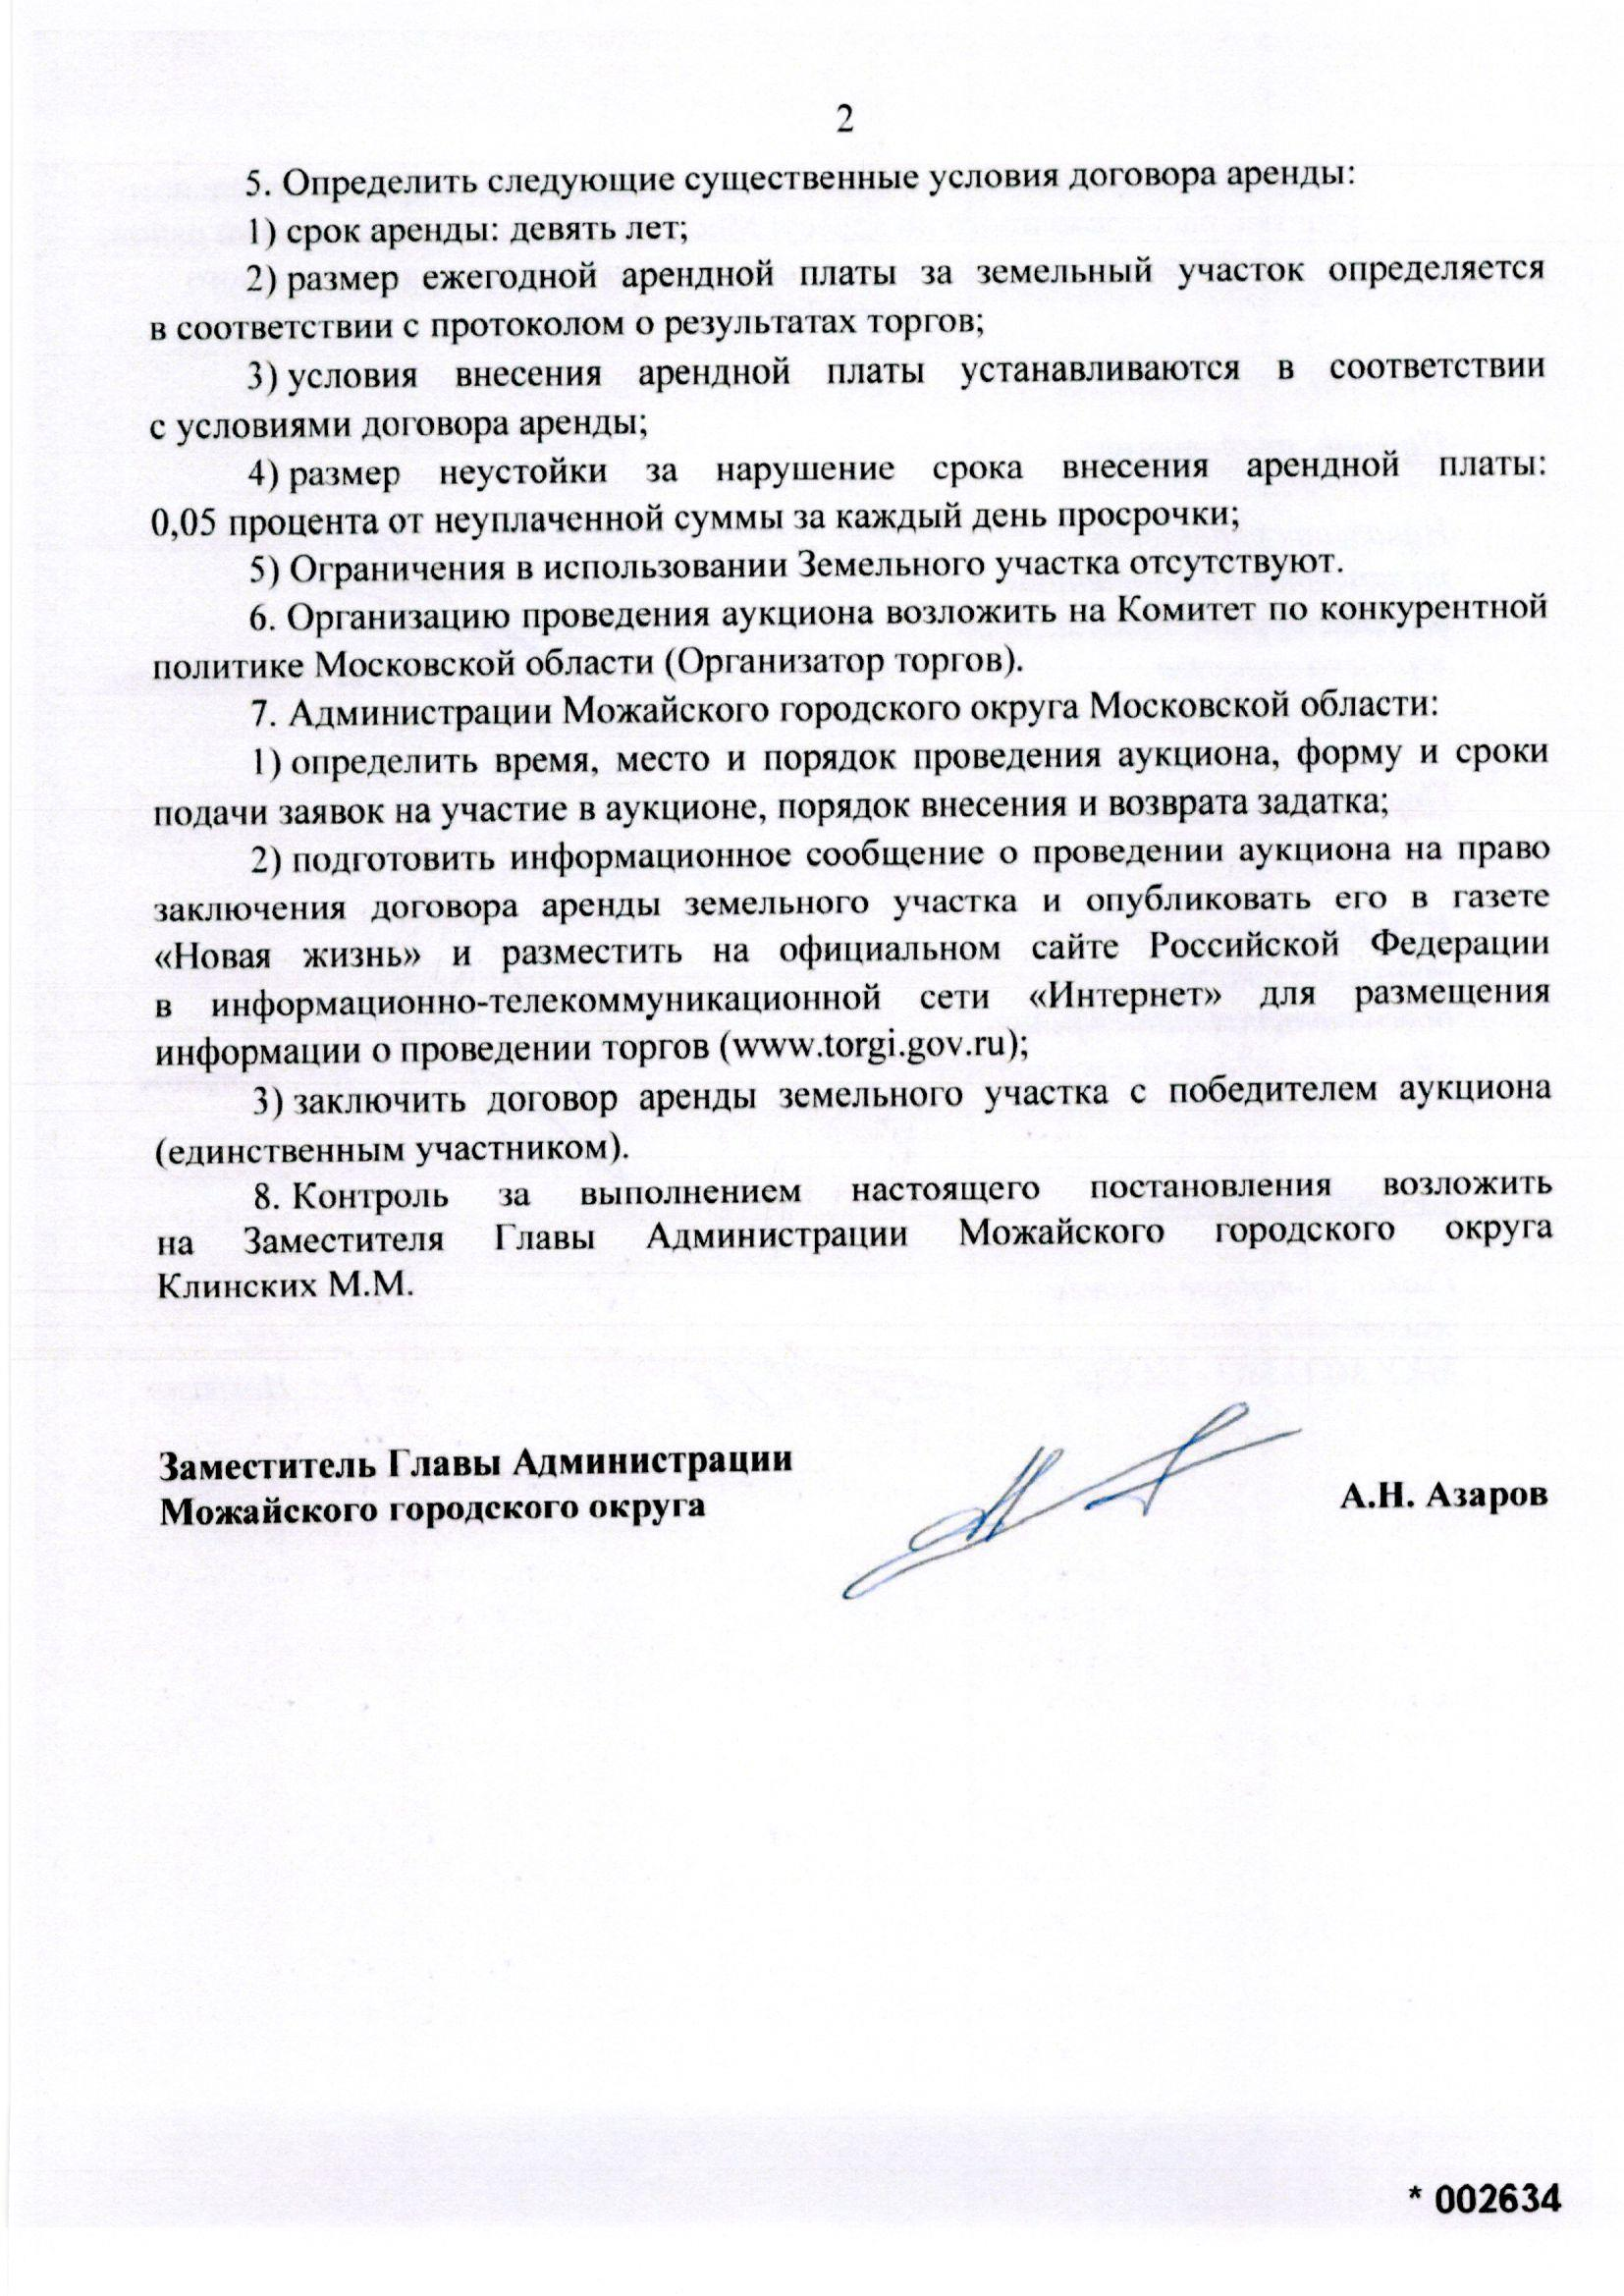 2
5. Определить следующие существенные условия договора аренды:
1) срок аренды: девять лет;
2) размер ежегодной арендной платы за земельный участок определяется
в соответствии с протоколом о результатах торгов;
3) условия внесения арендной платы устанавливаются в соответствии
с условиями договора аренды;
4) размер неустойки за нарушение срока внесения арендной платы:
0,05 процента от неуплаченной суммы за каждый день просрочки;
5) Ограничения в использовании Земельного участка отсутствуют.
6. Организацию проведения аукциона возложить на Комитет по конкурентной
политике Московской области (Организатор торгов).
7. Администрации Можайского городского округа Московской области:
1) определить время, место и порядок проведения аукциона, форму и сроки
подачи заявок на участие в аукционе, порядок внесения и возврата задатка;
2) подготовить информационное сообщение о проведении аукциона на право
заключения договора аренды земельного участка и опубликовать его в газете
«Новая жизнь» и разместить на официальном сайте Российской Федерации
в информационно-телекоммуникационной сети «Интернет» для размещения
информации о проведении торгов (www.torgi.gov.ru);
3) заключить договор аренды земельного участка с победителем аукциона
(единственным участником).
8. Контроль за выполнением настоящего постановления возложить
на Заместителя Главы Администрации Можайского городского округа
Клинских М.М.
Заместитель Главы Администрации
Можайского городского округа
А.Н. Азаров
* 002634